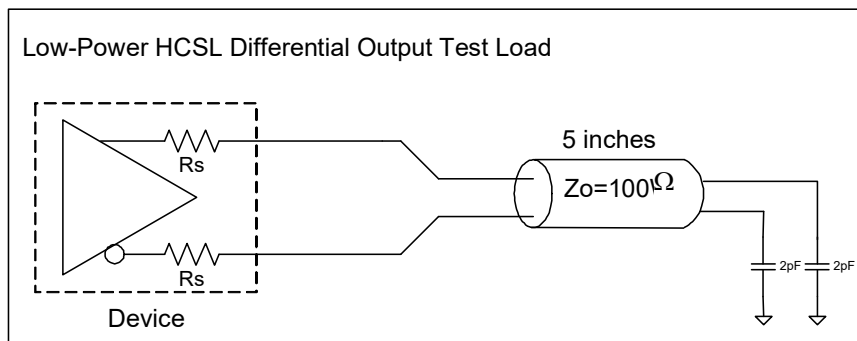 Low-Power HCSL Differential Output Test Load
Rs
5 inches
Zo=100Ω
Rs
2pF 2pF
Device